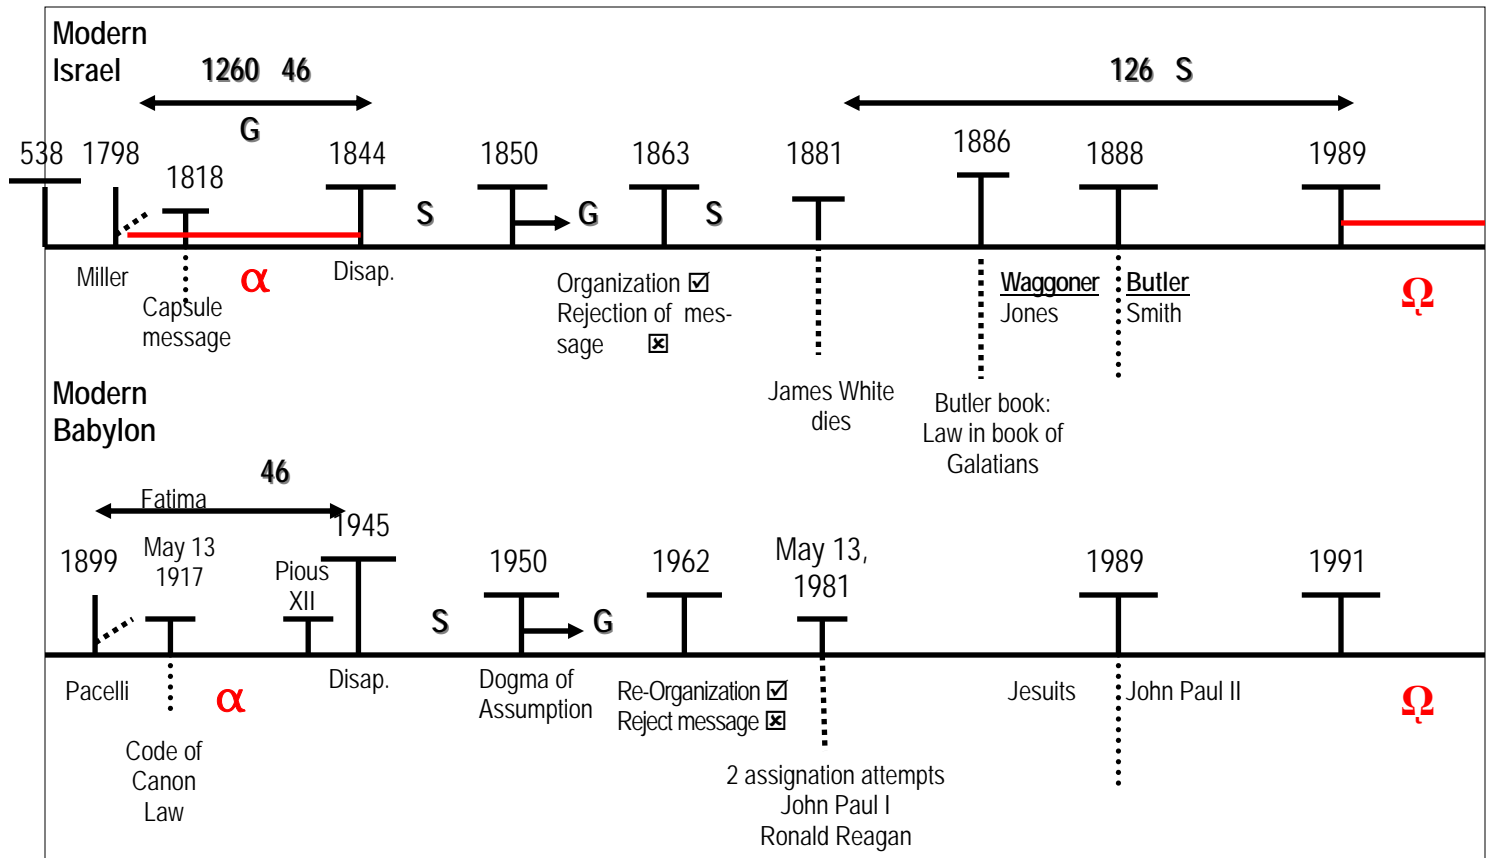 Modern
Israel
1260 46
126 S
G
538 1798
1818
1844
1850
1863
1881
1886
1888
1989
S
G
S
Miller
α
Disap.
Capsule
message
Organization ☑
Rejection of mes-
sage ☒
Waggoner
Jones
Butler
Smith
Ω
James White
dies
Butler book:
Law in book of
Galatians
Modern
Babylon
46
Fatima
1899
May 13
1917
Pious
XII
1945
1950
1962
May 13,
1981
1989
1991
S
G
Pacelli
α
Disap.
Dogma of
Assumption
Re-Organization ☑
Reject message ☒
Jesuits
John Paul II
Ω
Code of
Canon
Law
2 assignation attempts
John Paul I
Ronald Reagan